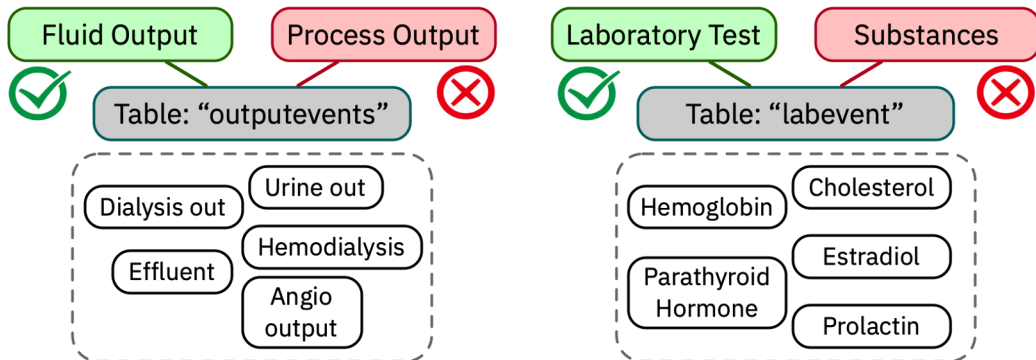 Fluid Output
Process Output
Table: “outputevents”
Urine out
Dialysis out
Hemodialysis
Effluent
Angio
output
Laboratory Test
Substances
Table: “labevent”
Cholesterol
Hemoglobin
Estradiol
Parathyroid
Hormone
Prolactin